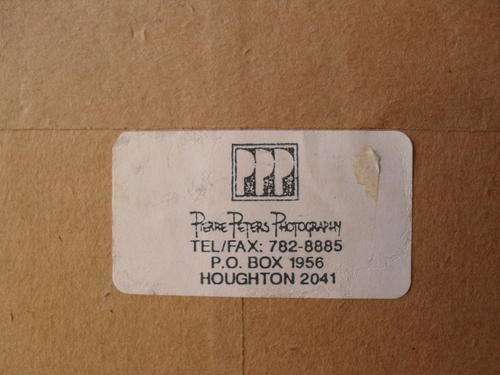 PPP
PIERRE PETERS PHOTOGRAPHY
TEL/FAX: 782-8885
P.O. BOX 1956
HOUGHTON 2041